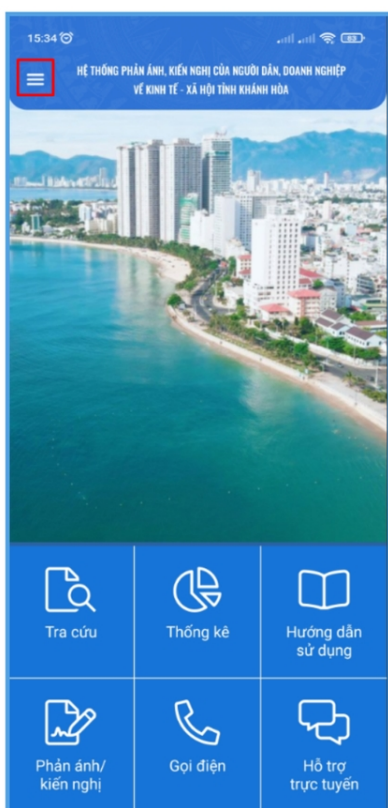 15:34
83
HỆ THỐNG PHẢN ÁNH, KIẾN NGHỊ CỦA NGƯỜI DÂN, DOANH NGHIỆP
VỀ KINH TẾ - XÃ HỘI TỈNH KHÁNH HÒA
Tra cứu
Thống kê
Hướng dẫn
sử dụng
Phản ánh/
kiến nghị
Gọi điện
Hỗ trợ
trực tuyến